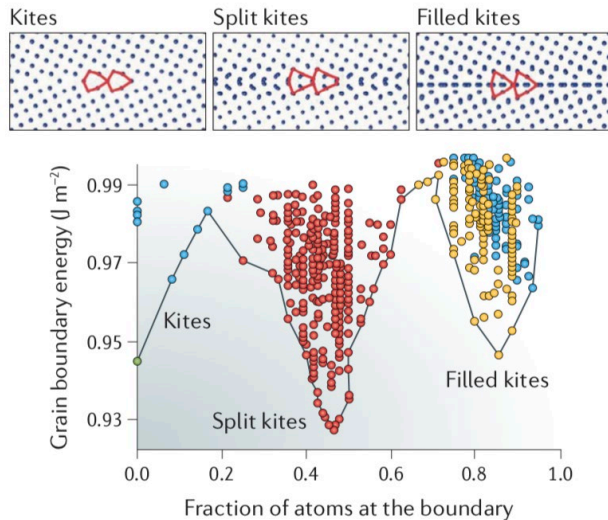 Kites
Split kites
Filled kites
Grain boundary energy (J m⁻²)
0.99
0.97
0.95
0.93
Kites
Split kites
Filled kites
0.0
0.2
0.4
0.6
0.8
1.0
Fraction of atoms at the boundary